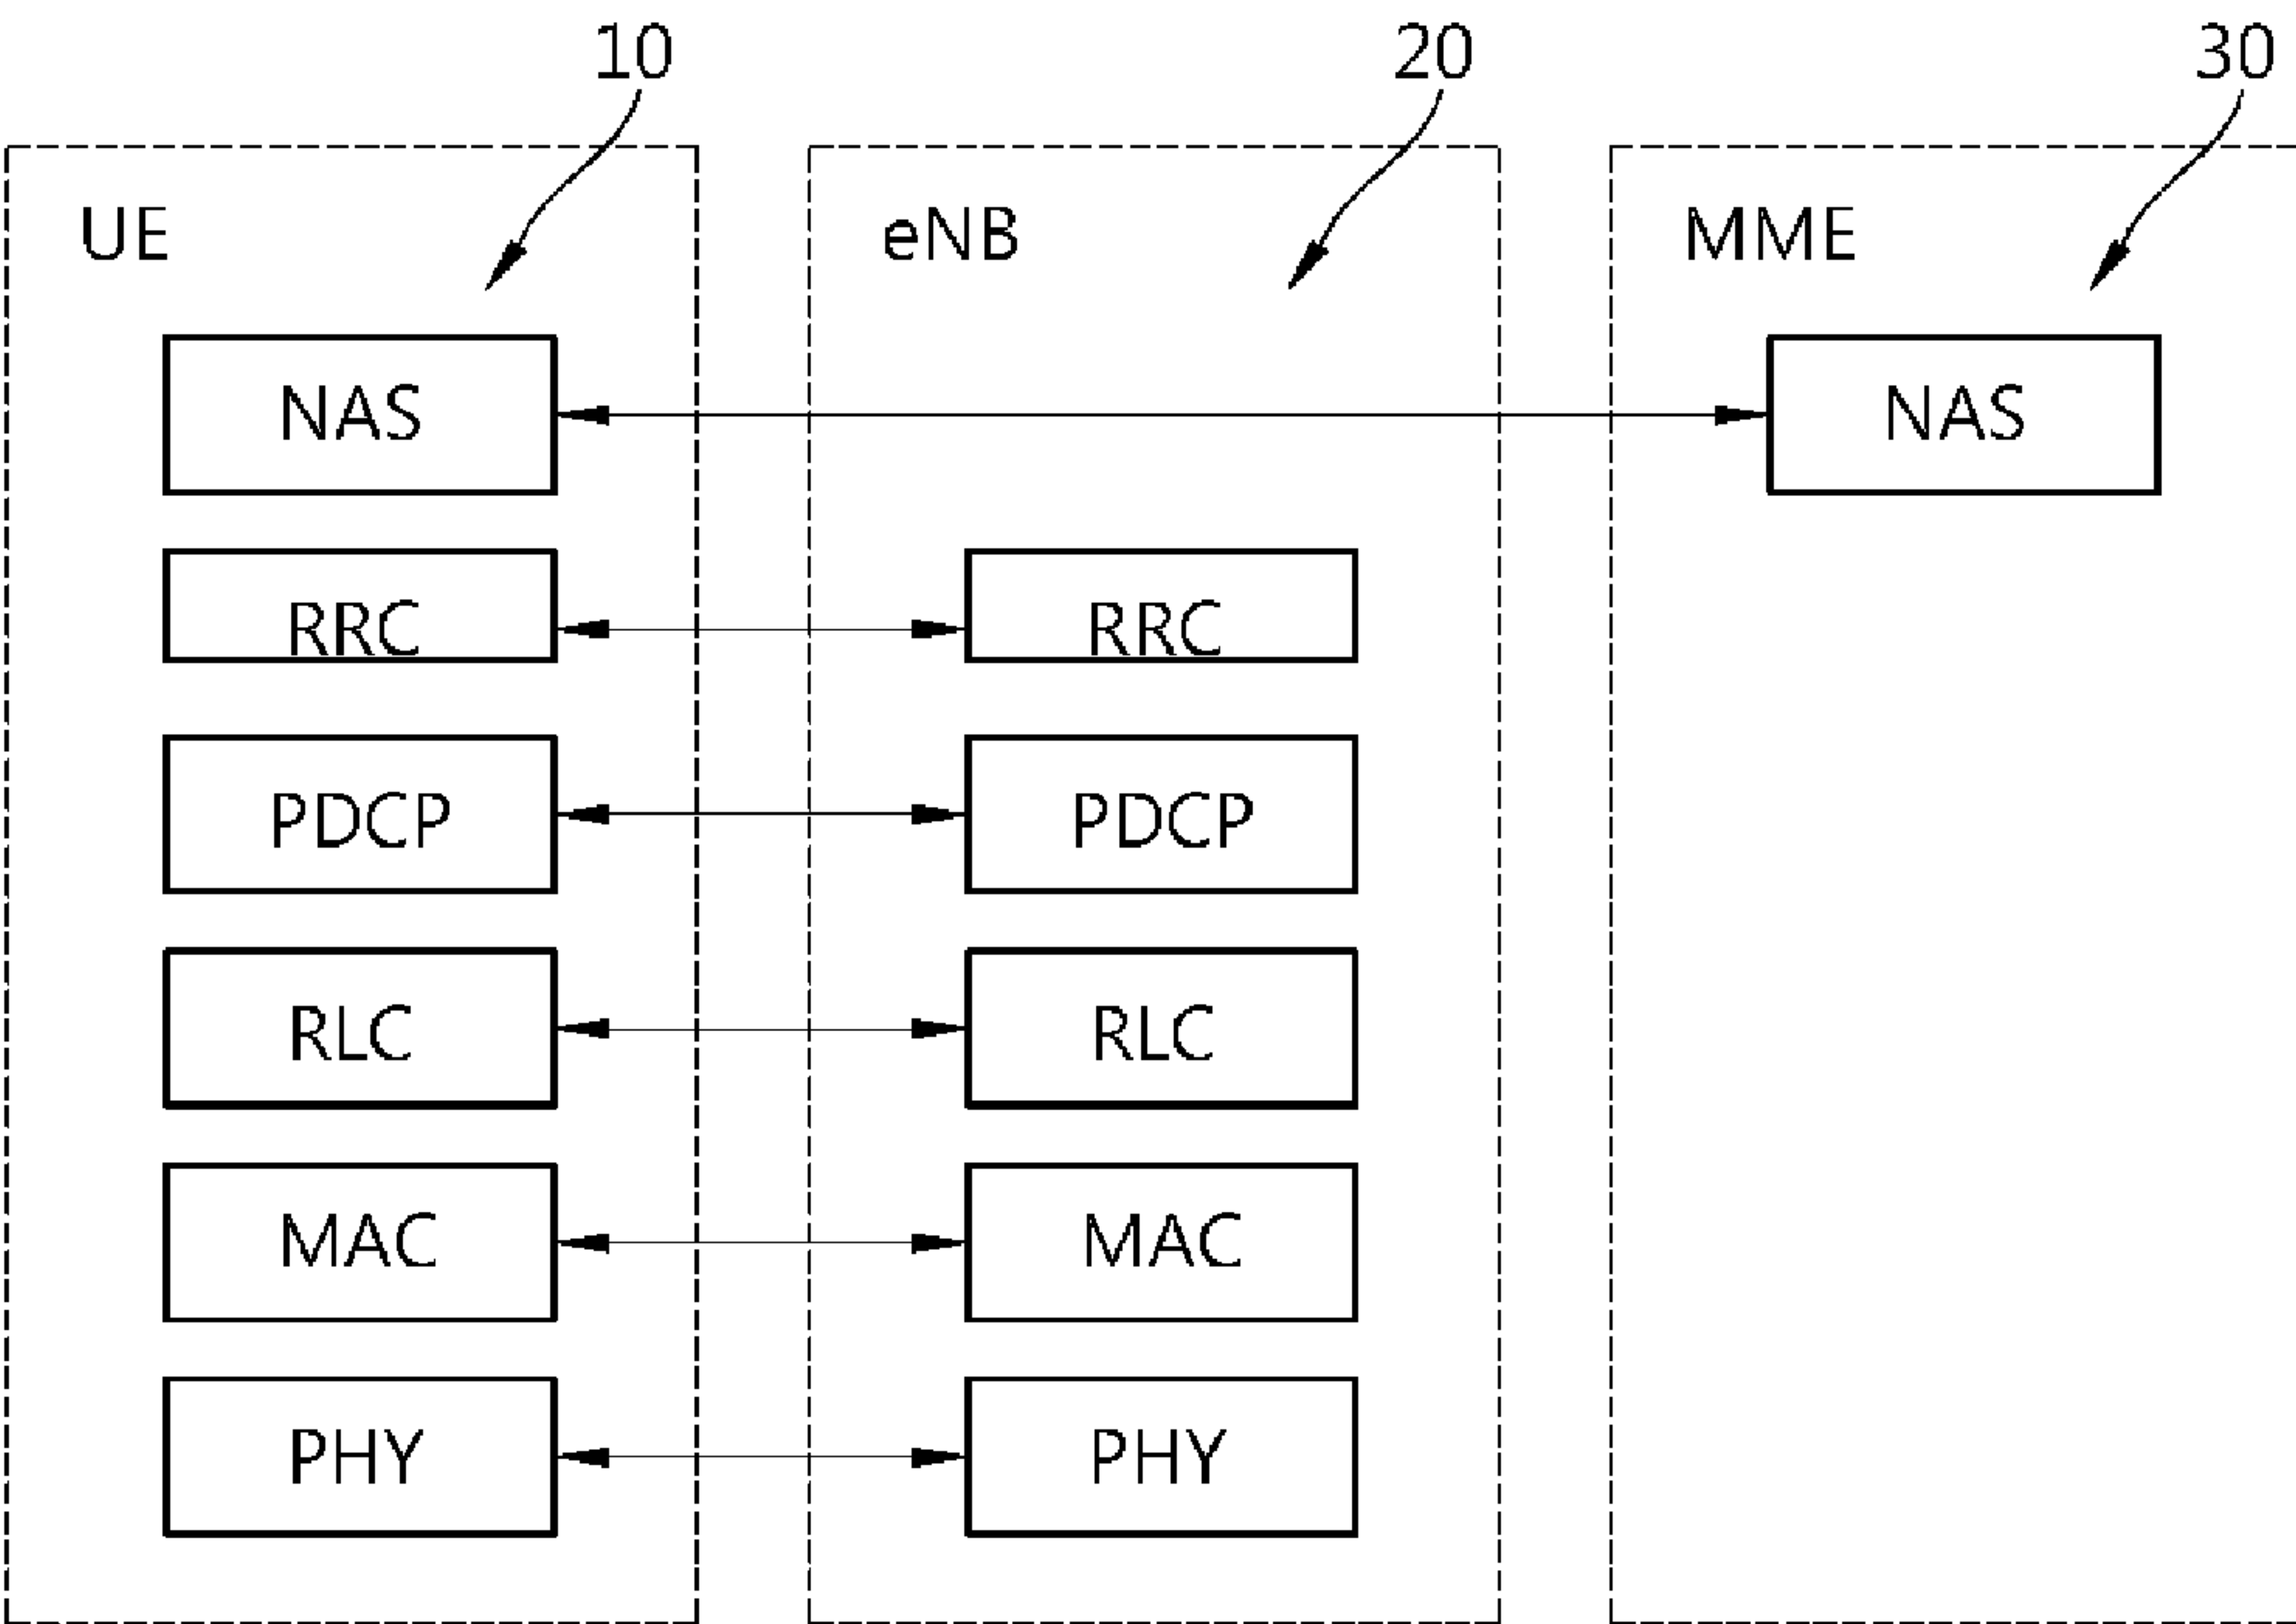 10 20 30
UE eNB MME
NAS NAS
RRC RRC
PDCP PDCP
RLC RLC
MAC MAC
PHY PHY